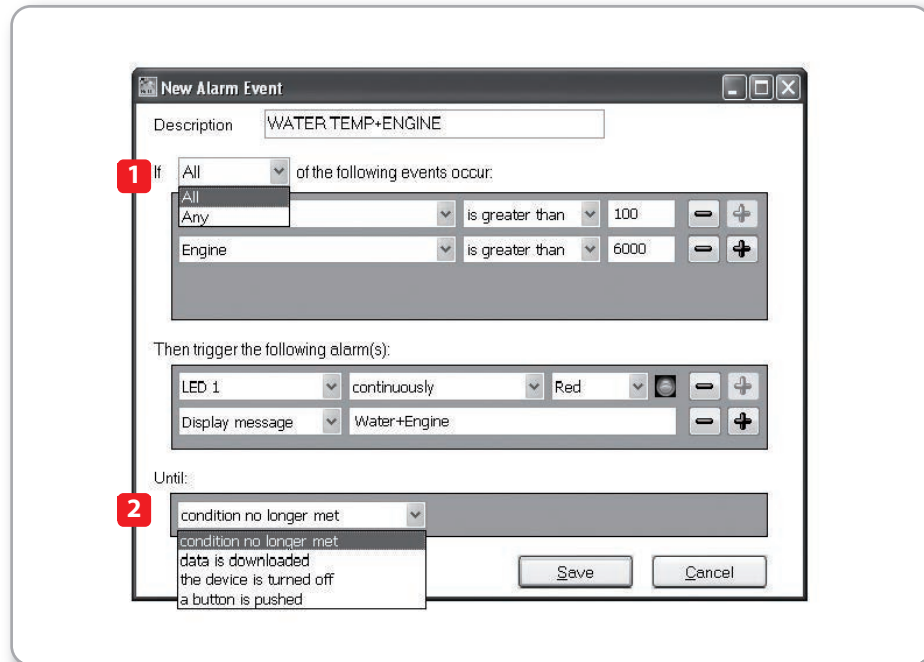 New Alarm Event
Description WATER TEMP+ENGINE
1 If All of the following events occur:
All
Any is greater than 100
Engine is greater than 6000
Then trigger the following alarm(s):
LED 1 continuously Red
Display message Water+Engine
Until:
2
condition no longer met
condition no longer met
data is downloaded
the device is turned off
a button is pushed
Save Cancel